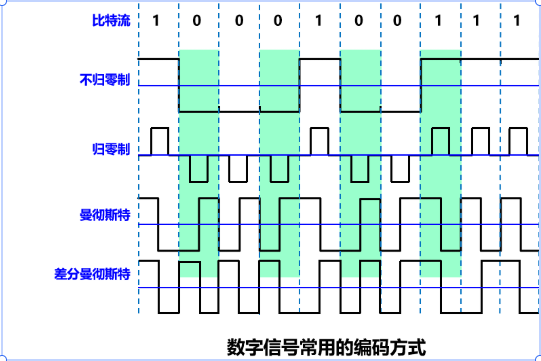 比特流 1 0 0 0 1 0 0 1 1 1
不归零制
归零制
曼彻斯特
差分曼彻斯特
数字信号常用的编码方式